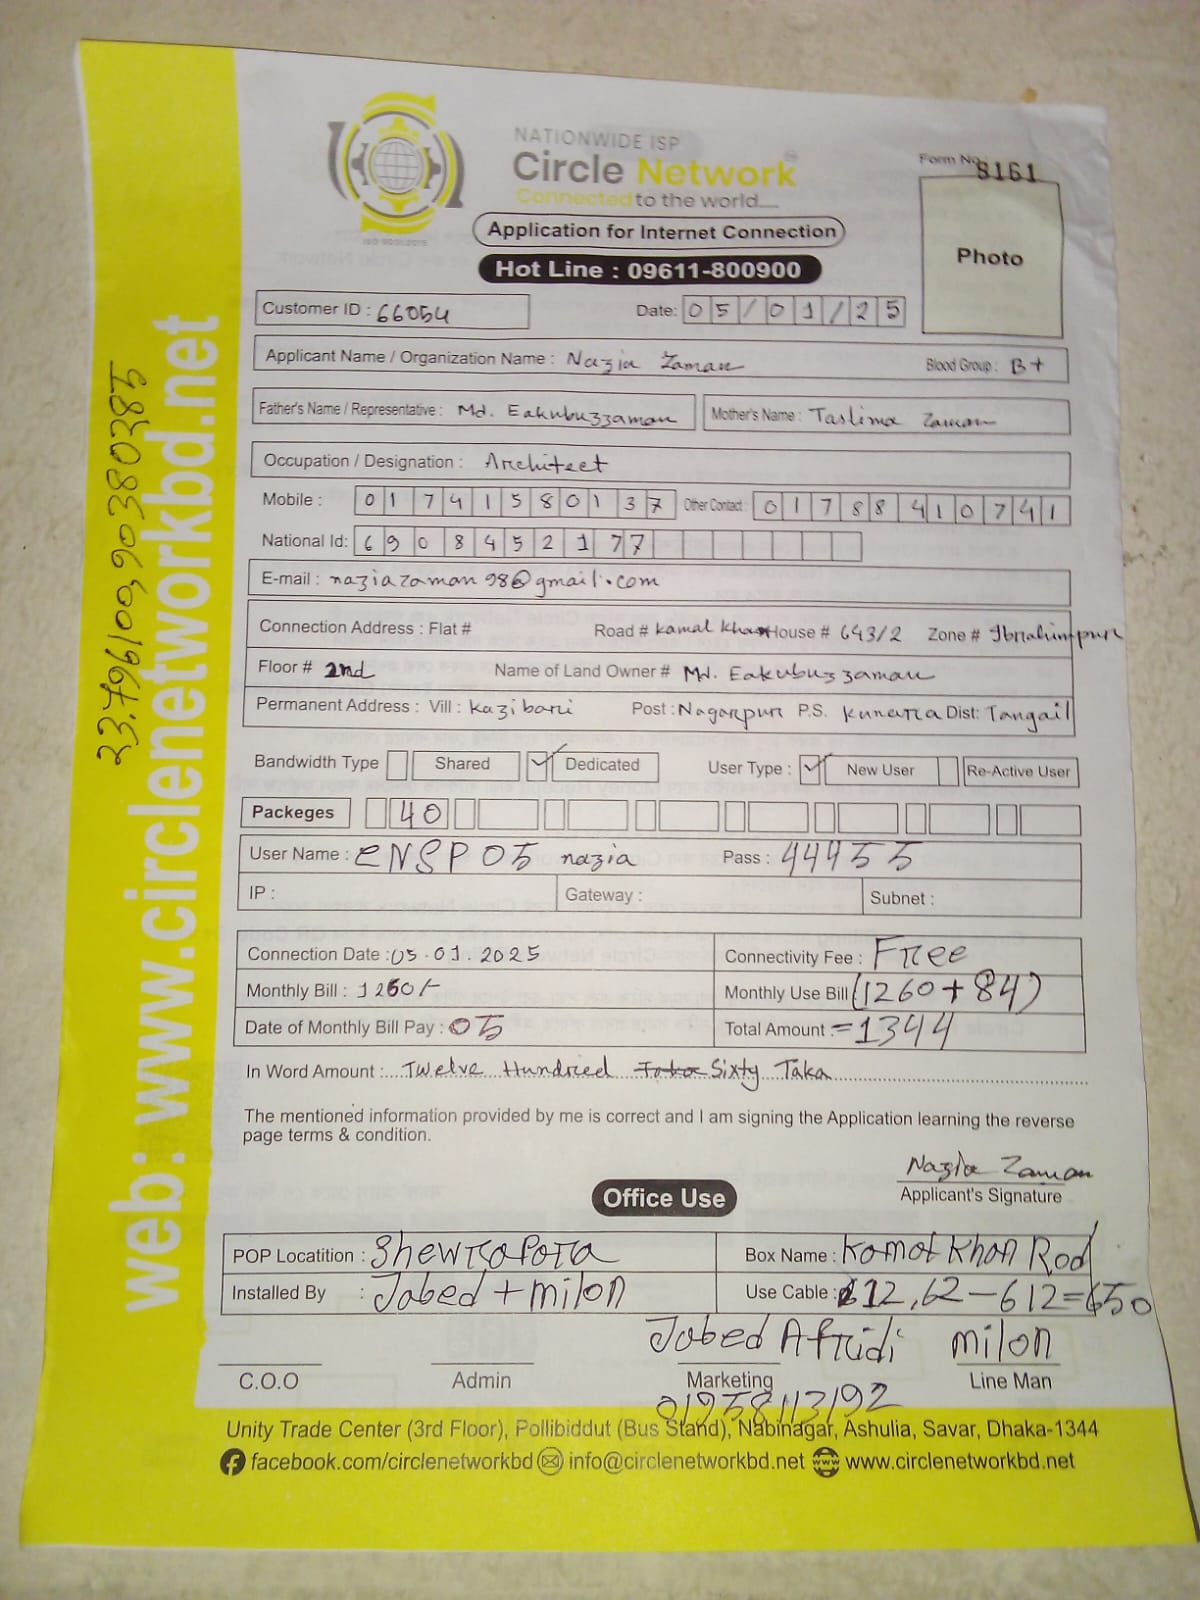 NATIONWIDE ISP
Circle Network
Connected to the world....
ISO 9001:2015
Form No: 8161
Photo
Application for Internet Connection
Hot Line : 09611-800900
Customer ID : 66054 Date: 05/01/25
Applicant Name / Organization Name : Nazia Zaman Blood Group : B+
Father's Name / Representative : Md. Eakubuzzaman Mother's Name : Taslima Zaman
Occupation / Designation : Architect
Mobile : 01741580137 Other Contact : 01788410741
National Id: 6908452177
E-mail : naziazaman98@gmail.com
Connection Address : Flat # Road # Kamal Khan House # 643/2 Zone # Ibrahimpur
Floor # 2nd Name of Land Owner # Md. Eakubuzzaman
Permanent Address : Vill : Kazibari Post : Nagarpur P.S. Dist: Tangail
Bandwidth Type Shared Dedicated User Type : New User Re-Active User
Packeges 40
User Name : ENSP05 nazia Pass : 44455
IP : Gateway : Subnet :
Connection Date : 05.01.2025 Connectivity Fee : Free
Monthly Bill : 1260/- Monthly Use Bill (1260+84)
Date of Monthly Bill Pay : 05 Total Amount := 1344
In Word Amount :... Twelve Hundred Taka Sixty Taka
The mentioned information provided by me is correct and I am signing the Application learning the reverse
page terms & condition.
Nazia Zaman
Applicant's Signature
Office Use
POP Locatition : Shewrapara Box Name : Kamal Khan Rod
Installed By : Jabed + milon Use Cable : 612,62-612=650
Jabed Afridi milon
C.O.O Admin Marketing Line Man
01958113192
Unity Trade Center (3rd Floor), Pollibiddut (Bus Stand), Nabinagar, Ashulia, Savar, Dhaka-1344
facebook.com/circlenetworkbd info@circlenetworkbd.net www.circlenetworkbd.net
web: www.circlenetworkbd.net
33.796100,90.380385